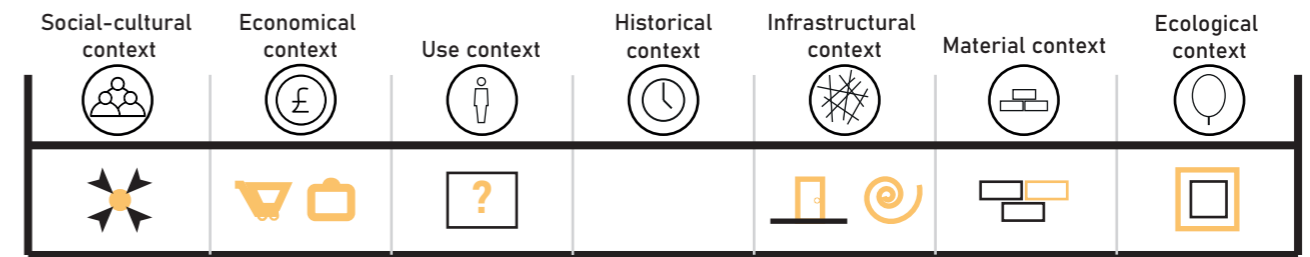 Social-cultural
context
Economical
context
Use context
Historical
context
Infrastructural
context
Material context
Ecological
context
£
?